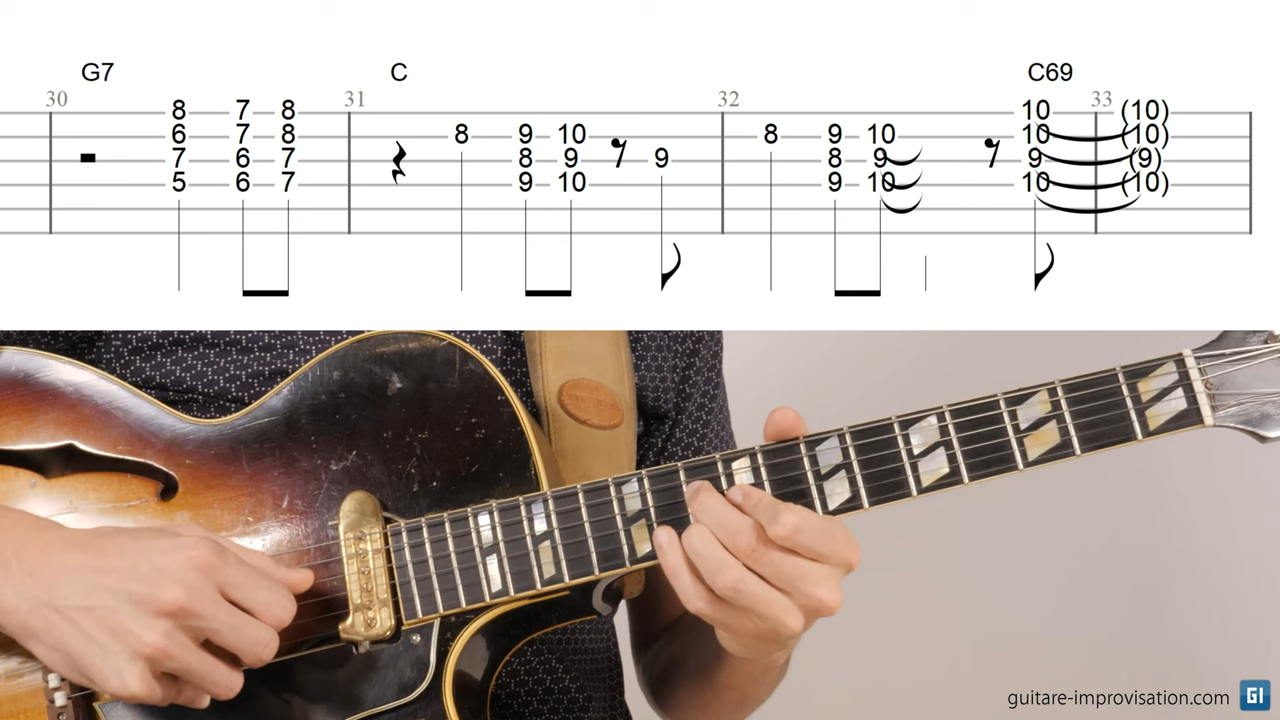 G7 C C69
30 31 32 33
8 7 8 10 (10)
6 7 8 8 9 10 8 9 10 10 (10)
7 6 7 8 9 9 8 9 9 (9)
5 6 7 9 10 9 10 10 (10)
guitare-improvisation.com GI